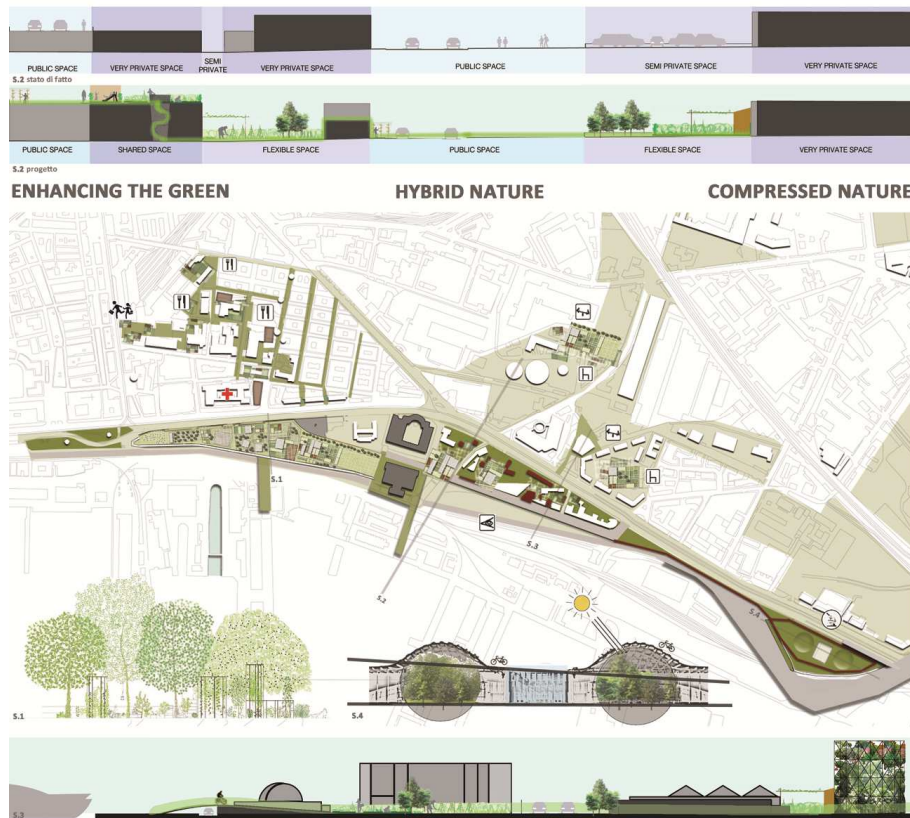 PUBLIC SPACE
VERY PRIVATE SPACE
SEMI
PRIVATE
VERY PRIVATE SPACE
PUBLIC SPACE
SEMI PRIVATE SPACE
VERY PRIVATE SPACE
S.2 stato di fatto
PUBLIC SPACE
SHARED SPACE
FLEXIBLE SPACE
PUBLIC SPACE
FLEXIBLE SPACE
VERY PRIVATE SPACE
S.2 progetto
ENHANCING THE GREEN
HYBRID NATURE
COMPRESSED NATURE
S.1
S.3
S.2
S.4
S.1
S.4